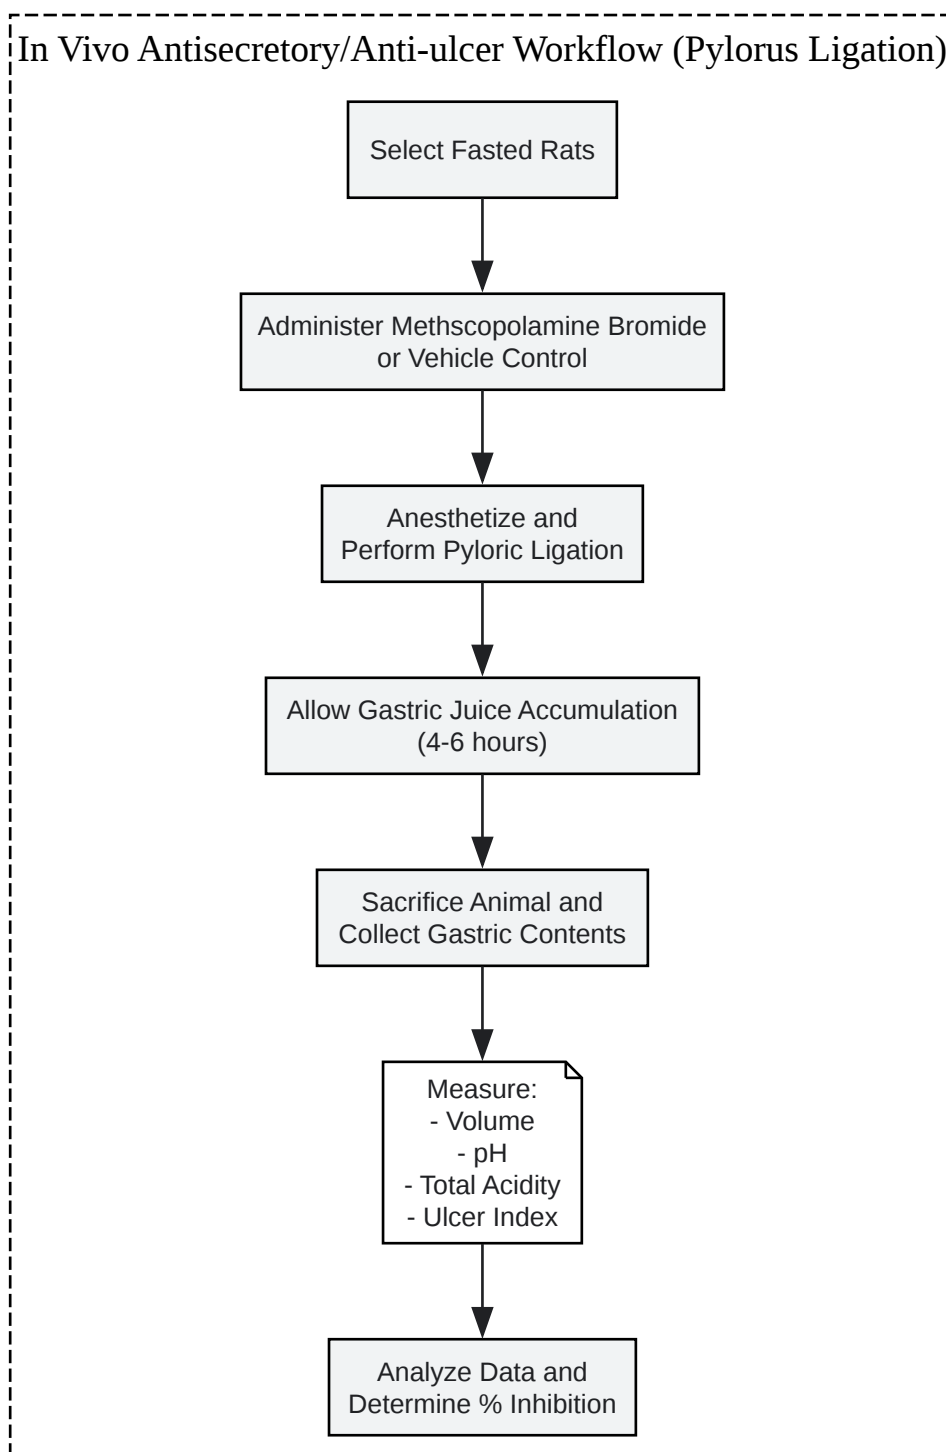 In Vivo Antisecretory/Anti-ulcer Workflow (Pylorus Ligation)
Select Fasted Rats
Administer Methscopolamine Bromide
or Vehicle Control
Anesthetize and
Perform Pyloric Ligation
Allow Gastric Juice Accumulation
(4-6 hours)
Sacrifice Animal and
Collect Gastric Contents
Measure:
- Volume
- pH
- Total Acidity
- Ulcer Index
Analyze Data and
Determine % Inhibition